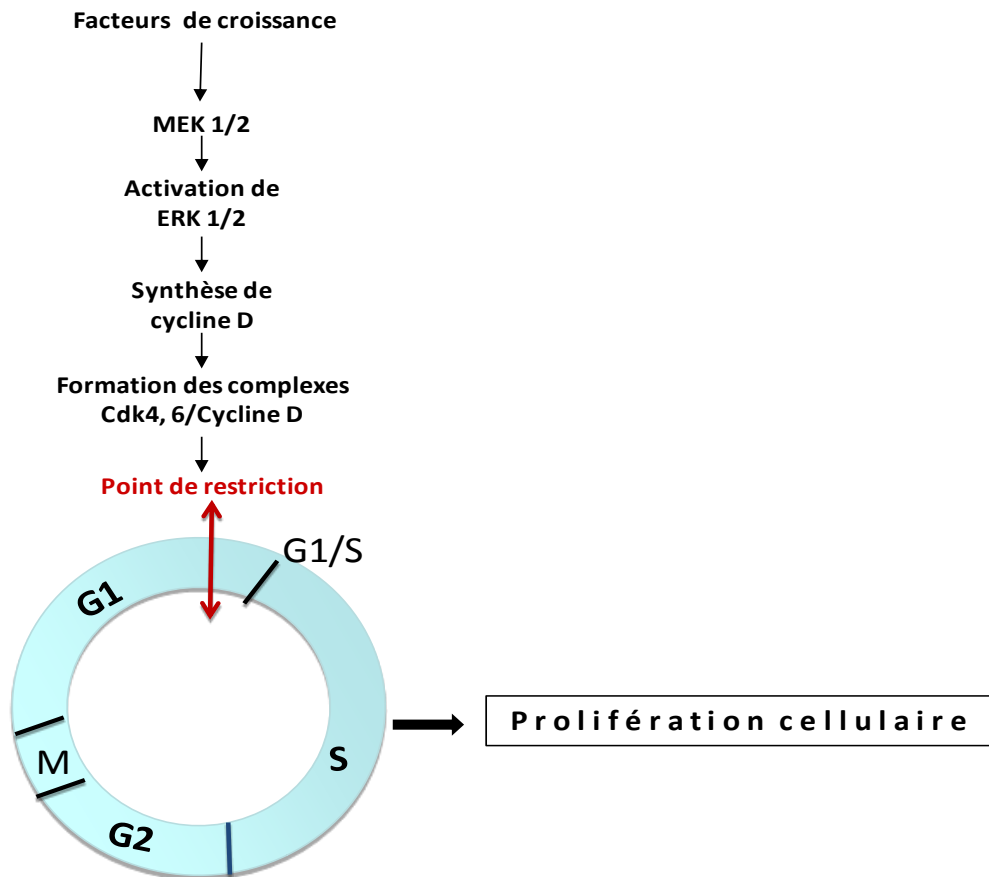 Facteurs de croissance
MEK 1/2
Activation de
ERK 1/2
Synthèse de
cycline D
Formation des complexes
Cdk4, 6/Cycline D
Point de restriction
G1/S
G1
M
S
G2
Prolifération cellulaire